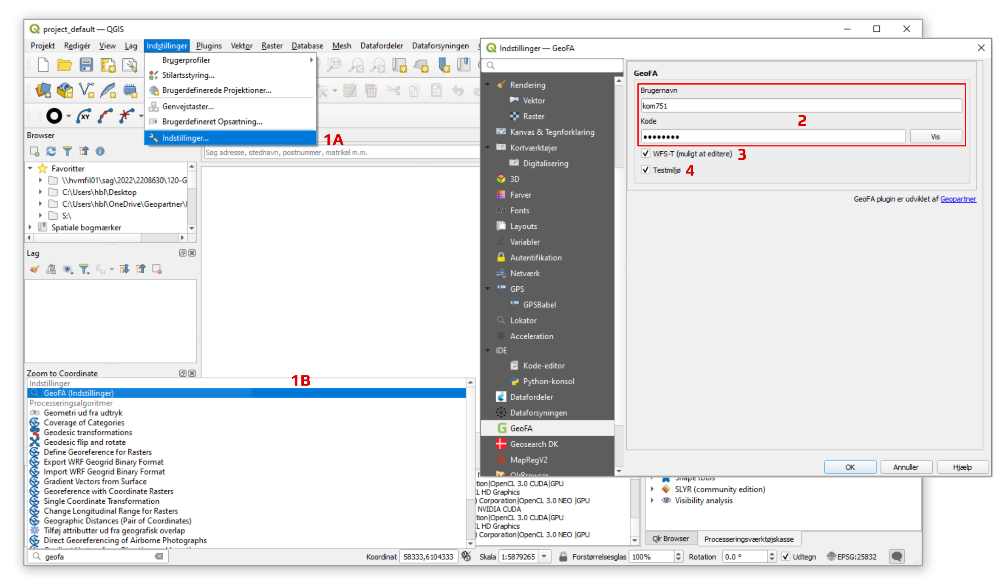 project_default — QGIS
Projekt Redigér View Lag Indstillinger Plugins Vektor Raster Database Mesh Datafordeler Dataforsyningen
Brugerprofiler
Stilartsstyring...
Brugerdefinerede Projektioner...
Genvejstaster...
Brugerdefineret Opsætning...
Indstillinger...
1A
Browser
Søg adresse, stednavn, postnummer, matrikel m.m.
Favoritter
\\hvmfil01\sag\2022\2208630\120-G
C:\Users\hbl\Desktop
C:\Users\hbl\OneDrive\Geopartner\
S:\
Spatiale bogmærker
Lag
Zoom to Coordinate
1B
Indstillinger
GeoFA (Indstillinger)
Processeringsalgoritmer
Geometri ud fra udtryk
Coverage of Categories
Geodesic transformations
Geodesic flip and rotate
Define Georeference for Rasters
Export WRF Geogrid Binary Format
Import WRF Geogrid Binary Format
Gradient Vectors from Surface
Georeference with Coordinate Rasters
Single Coordinate Transformation
Change Longitudinal Range for Rasters
Geographic Distances (Pair of Coordinates)
Tilføj attributter ud fra geografisk overlap
Direct Georeferencing of Airborne Photographs
geofa
Koordinat 58333,6104333
Skala 1:5879265
Forstørrelsesglas 100%
Rotation 0.0 °
Udtegn
EPSG:25832
Indstillinger — GeoFA
Rendering
Vektor
Raster
Kanvas & Tegnforklaring
Kortværktøjer
Digitalisering
3D
Farver
Fonts
Layouts
Variabler
Autentifikation
Netværk
GPS
GPSBabel
Lokator
Acceleration
IDE
Kode-editor
Python-konsol
Datafordeler
Dataforsyningen
GeoFA
Geosearch DK
MapRegV2
QlrBrowser
GeoFA
Brugernavn
kom751
Kode
2
Vis
WFS-T (muligt at editere) 3
Testmiljø 4
GeoFA plugin er udviklet af Geopartner
OK Annuller Hjælp
tion|OpenCL 3.0 CUDA|GPU
CL HD Graphics
) Corporation|OpenCL 3.0 NEO |GPU
NVIDIA CUDA
tion|OpenCL 3.0 CUDA|GPU
CL HD Graphics
) Corporation|OpenCL 3.0 NEO |GPU
Shape tools
SLYR (community edition)
Visibility analysis
Qlr Browser
Processeringsværktøjskasse